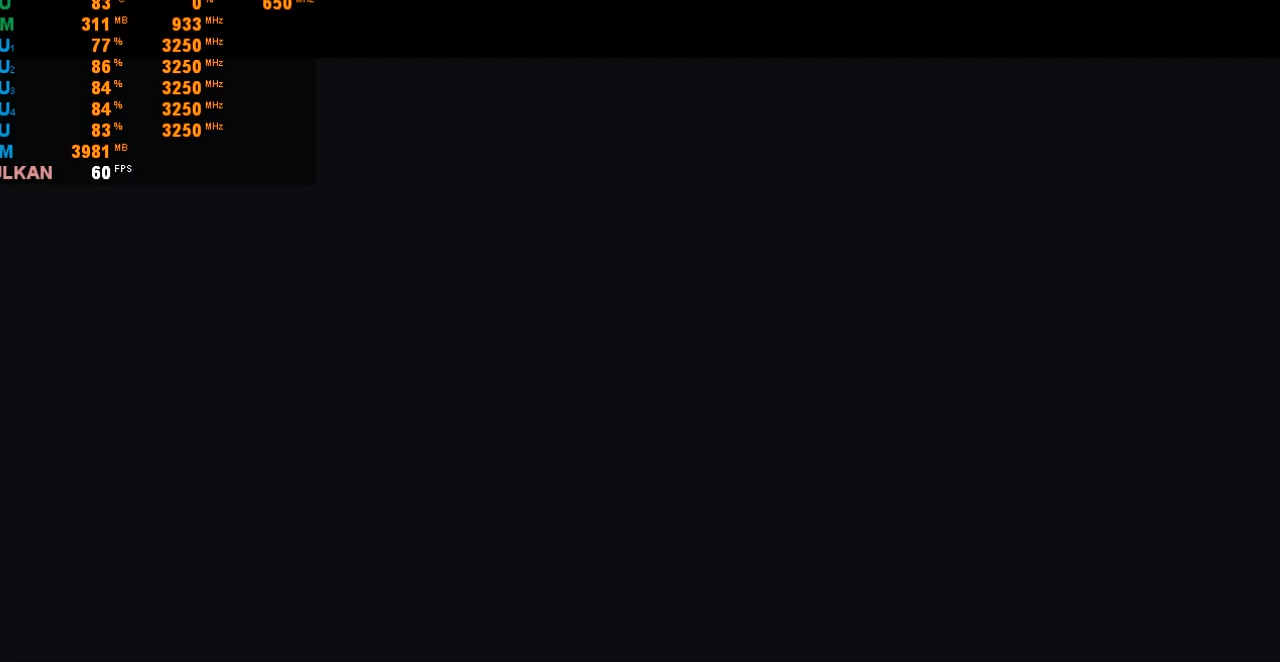 U 83 °C 0 % 650 MHz
M 311 MB 933 MHz
U1 77 % 3250 MHz
U2 86 % 3250 MHz
U3 84 % 3250 MHz
U4 84 % 3250 MHz
U 83 % 3250 MHz
M 3981 MB
ULKAN 60 FPS